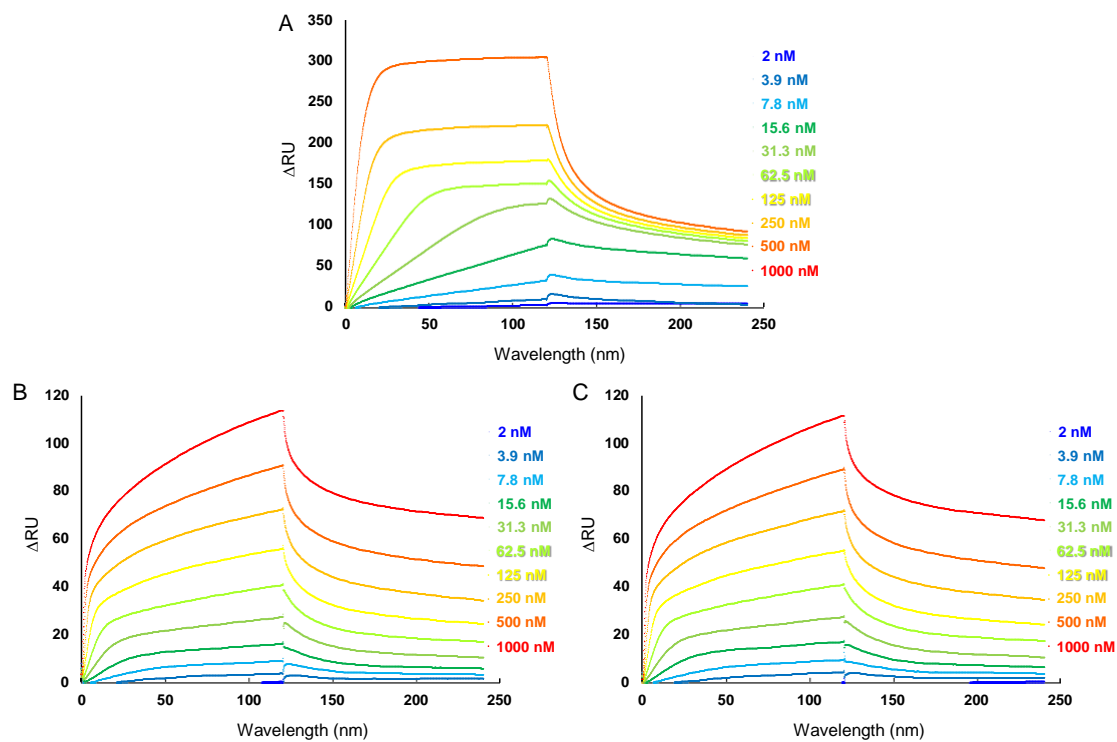 A
350
300
250
200
150
100
50
0
ΔRU
0 50 100 150 200 250
Wavelength (nm)
2 nM
3.9 nM
7.8 nM
15.6 nM
31.3 nM
62.5 nM
125 nM
250 nM
500 nM
1000 nM
B
120
100
80
60
40
20
0
ΔRU
0 50 100 150 200 250
Wavelength (nm)
2 nM
3.9 nM
7.8 nM
15.6 nM
31.3 nM
62.5 nM
125 nM
250 nM
500 nM
1000 nM
C
120
100
80
60
40
20
0
ΔRU
0 50 100 150 200 250
Wavelength (nm)
2 nM
3.9 nM
7.8 nM
15.6 nM
31.3 nM
62.5 nM
125 nM
250 nM
500 nM
1000 nM